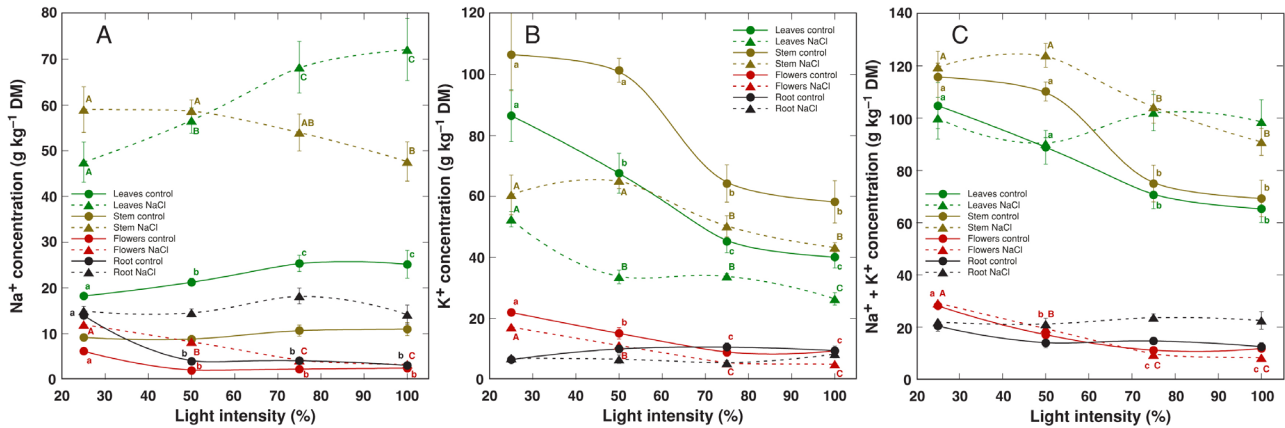 A
Na⁺ concentration (g kg⁻¹ DM)
80
70
60
50
40
30
20
10
0
20 30 40 50 60 70 80 90 100
Light intensity (%)
Leaves control
Leaves NaCl
Stem control
Stem NaCl
Flowers control
Flowers NaCl
Root control
Root NaCl
A
A
A
B
C
AB
C
B
a
b
c
c
a
A
a
b
B
b
b
C
b
b
C
b
B
K⁺ concentration (g kg⁻¹ DM)
120
100
80
60
40
20
0
20 30 40 50 60 70 80 90 100
Light intensity (%)
Leaves control
Leaves NaCl
Stem control
Stem NaCl
Flowers control
Flowers NaCl
Root control
Root NaCl
a
a
A
A
a
b
A
B
b
B
c
B
b
B
c
C
a
A
b
B
c
C
c
C
C
Na⁺ + K⁺ concentration (g kg⁻¹ DM)
140
120
100
80
60
40
20
0
20 30 40 50 60 70 80 90 100
Light intensity (%)
Leaves control
Leaves NaCl
Stem control
Stem NaCl
Flowers control
Flowers NaCl
Root control
Root NaCl
A
a
a
A
a
a
B
b
b
B
b
b
a A
b B
c C
c C